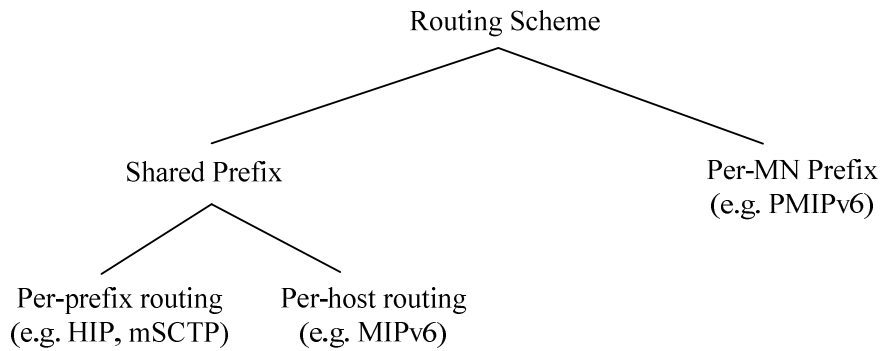 Routing Scheme
Shared Prefix
Per-MN Prefix
(e.g. PMIPv6)
Per-prefix routing
(e.g. HIP, mSCTP)
Per-host routing
(e.g. MIPv6)